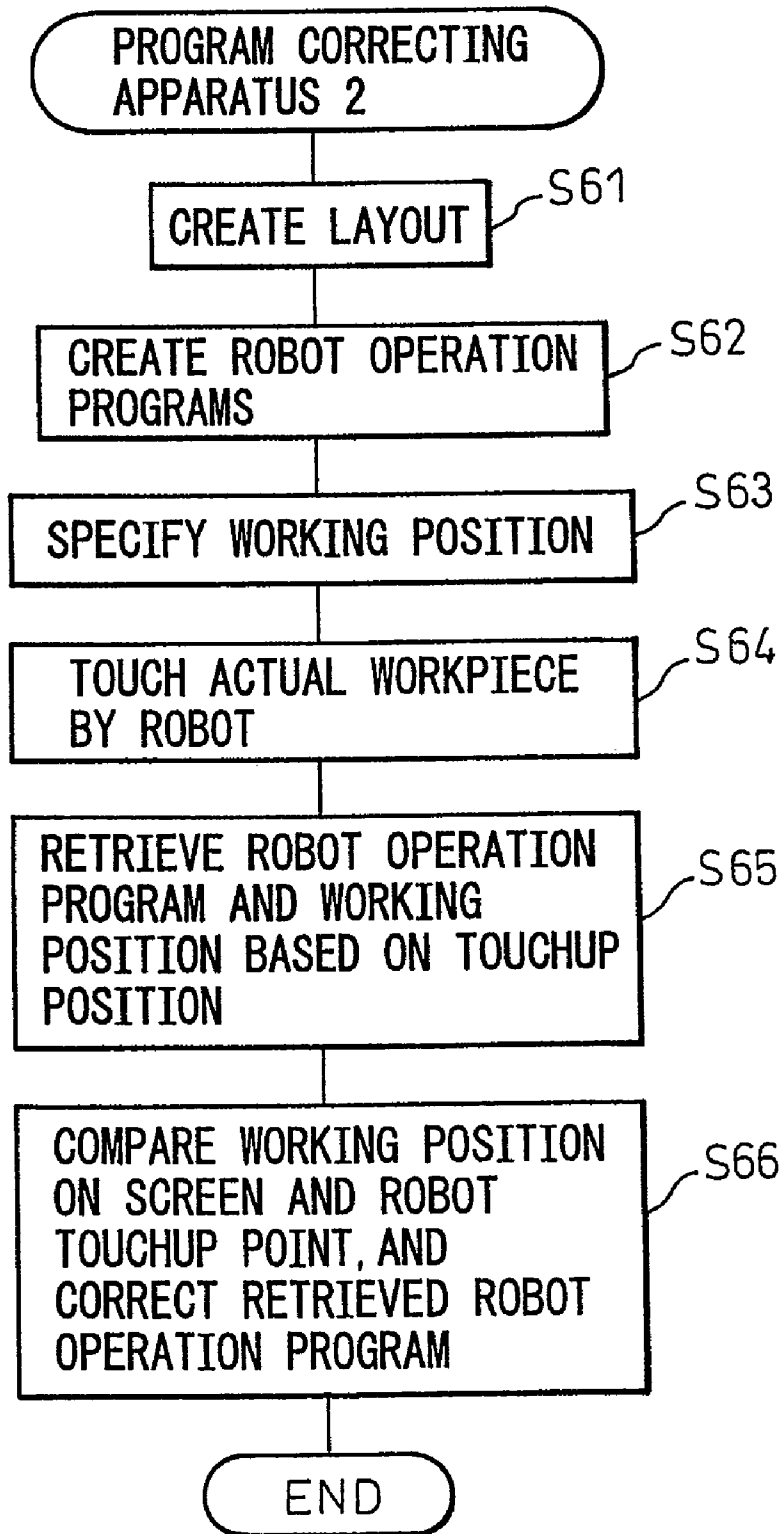 PROGRAM CORRECTING
APPARATUS 2
S61
CREATE LAYOUT
S62
CREATE ROBOT OPERATION
PROGRAMS
S63
SPECIFY WORKING POSITION
S64
TOUCH ACTUAL WORKPIECE
BY ROBOT
S65
RETRIEVE ROBOT OPERATION
PROGRAM AND WORKING
POSITION BASED ON TOUCHUP
POSITION
S66
COMPARE WORKING POSITION
ON SCREEN AND ROBOT
TOUCHUP POINT, AND
CORRECT RETRIEVED ROBOT
OPERATION PROGRAM
END